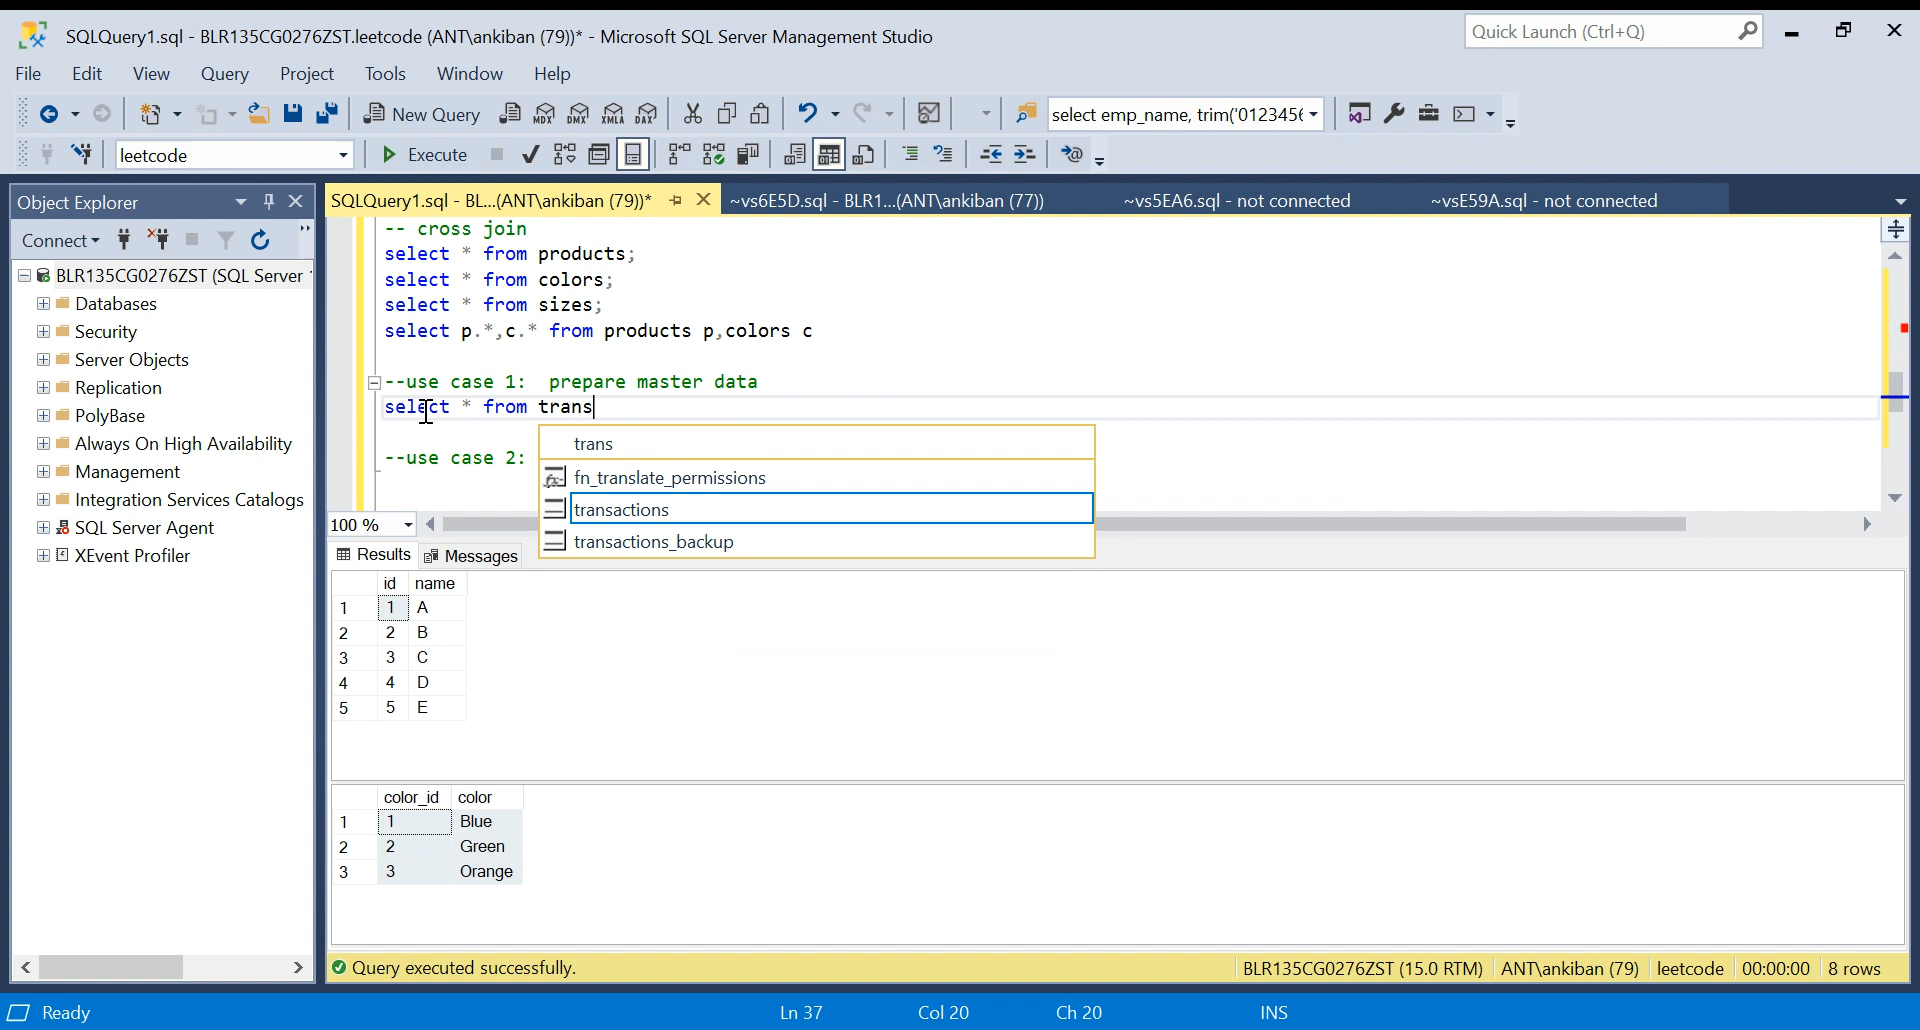 SQLQuery1.sql - BLR135CG0276ZST.leetcode (ANT\ankiban (79))* - Microsoft SQL Server Management Studio
Quick Launch (Ctrl+Q)
File Edit View Query Project Tools Window Help
New Query MDX DMX XMLA DAX select emp_name, trim('012345
leetcode Execute
Object Explorer
SQLQuery1.sql - BL...(ANT\ankiban (79))* ~vs6E5D.sql - BLR1...(ANT\ankiban (77)) ~vs5EA6.sql - not connected ~vsE59A.sql - not connected
Connect
BLR135CG0276ZST (SQL Server
Databases
Security
Server Objects
Replication
PolyBase
Always On High Availability
Management
Integration Services Catalogs
SQL Server Agent
XEvent Profiler
-- cross join
select * from products;
select * from colors;
select * from sizes;
select p.*,c.* from products p,colors c
--use case 1:  prepare master data
select * from trans
--use case 2:
trans
fn_translate_permissions
transactions
transactions_backup
100 %
Results Messages
id name
1 1 A
2 2 B
3 3 C
4 4 D
5 5 E
color_id color
1 1 Blue
2 2 Green
3 3 Orange
Query executed successfully. BLR135CG0276ZST (15.0 RTM) ANT\ankiban (79) leetcode 00:00:00 8 rows
Ready Ln 37 Col 20 Ch 20 INS